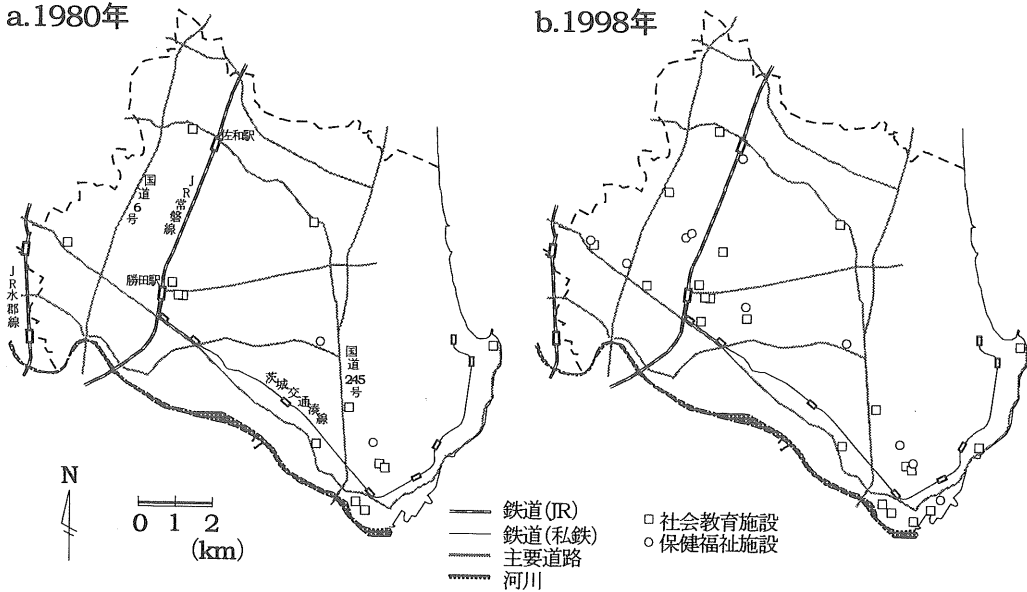 a.1980年
b.1998年
佐和駅
国道6号
JR常磐線
勝田駅
JR水郡線
国道245号
茨城交通湊線
N
0 1 2
(km)
鉄道(JR)
鉄道(私鉄)
主要道路
河川
社会教育施設
保健福祉施設